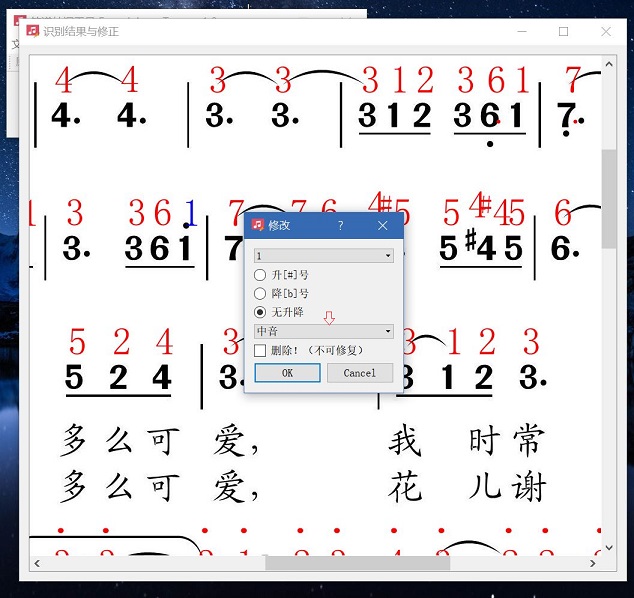 识别结果与修正
4 4 3 3 3 1 2 3 6 1 7
4. 4. 3. 3. 3 1 2 3 6 1 7.
1 3 3 6 1 7 7 6 4 #5 5 4 #4 5 6
3. 3 6 1 7 5 #4 5 6.
修改 ?
1
升[#]号
降[b]号
无升降
中音
删除！（不可修复）
OK Cancel
5 2 4 3 3 1 2 3
5 2 4 3. 3 1 2 3.
多么可 爱， 我 时常
多么可 爱， 花 儿谢